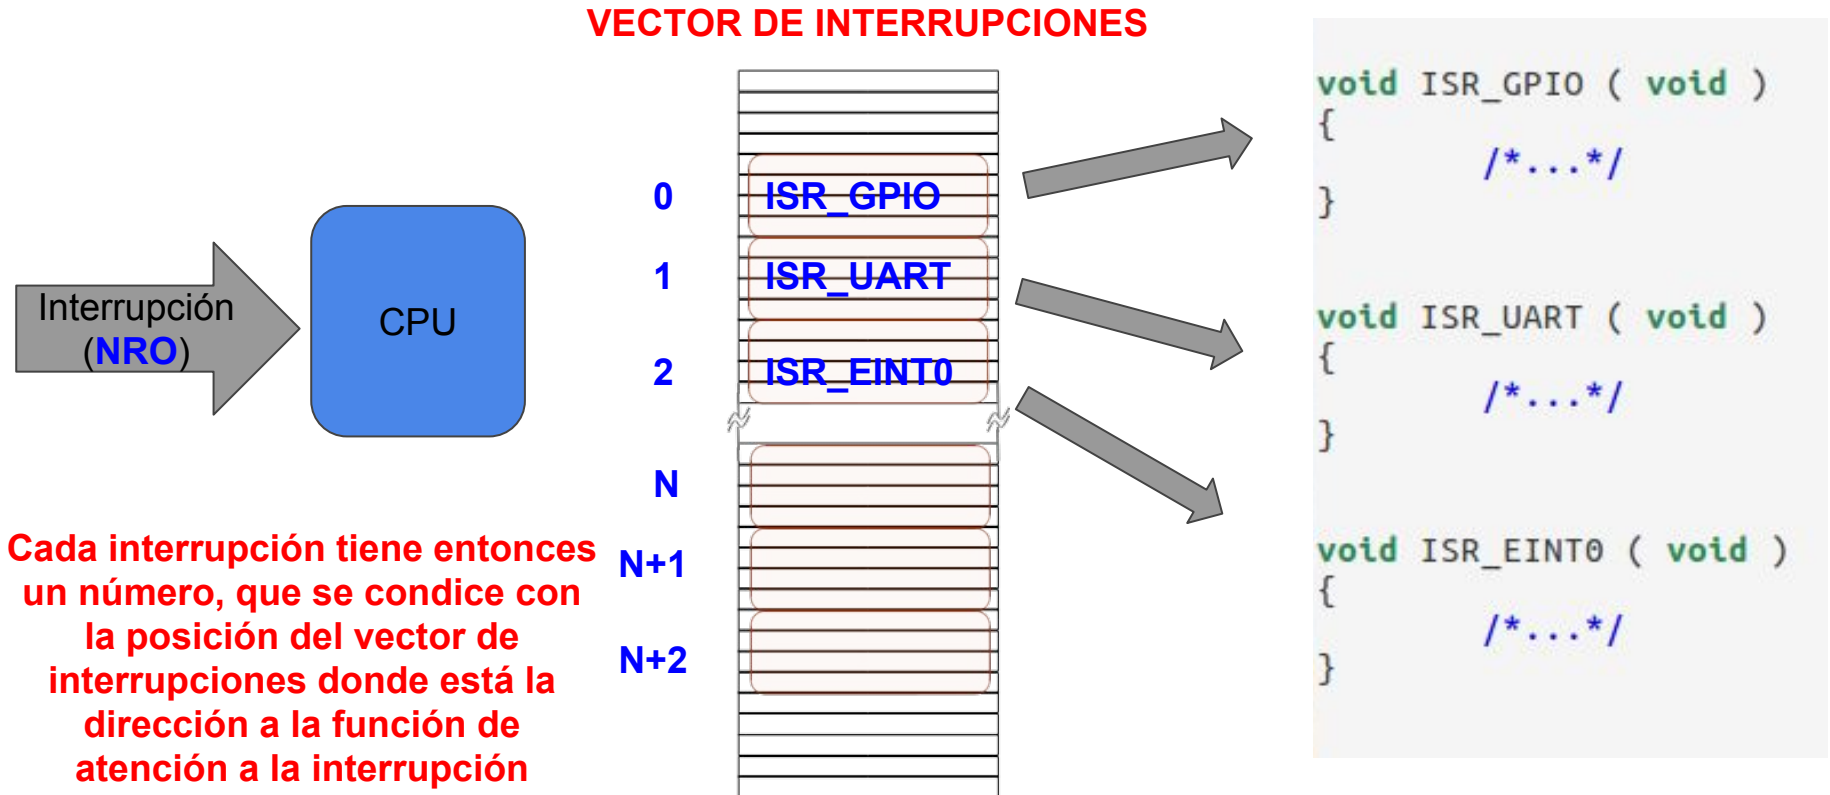 VECTOR DE INTERRUPCIONES
Interrupción
(NRO)
CPU
Cada interrupción tiene entonces
un número, que se condice con
la posición del vector de
interrupciones donde está la
dirección a la función de
atención a la interrupción
0 ISR_GPIO
1 ISR_UART
2 ISR_EINT0
N
N+1
N+2
void ISR_GPIO ( void )
{
/*...*/
}
void ISR_UART ( void )
{
/*...*/
}
void ISR_EINT0 ( void )
{
/*...*/
}